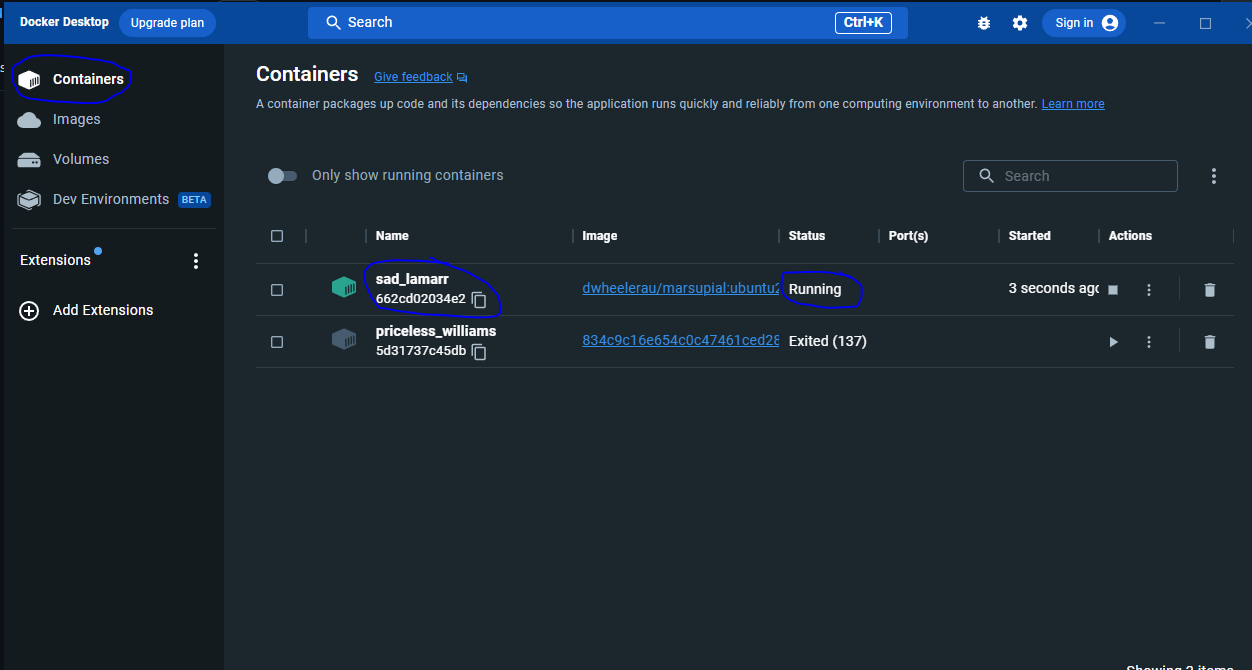 Docker Desktop Upgrade plan Search Ctrl+K Sign in
Containers
Images
Volumes
Dev Environments BETA
Extensions
Add Extensions
Containers Give feedback
A container packages up code and its dependencies so the application runs quickly and reliably from one computing environment to another. Learn more
Only show running containers Search
Name Image Status Port(s) Started Actions
sad_lamarr
662cd02034e2 dwheelerau/marsupial:ubuntu2 Running 3 seconds agc
priceless_williams
5d31737c45db 834c9c16e654c0c47461ced28 Exited (137)